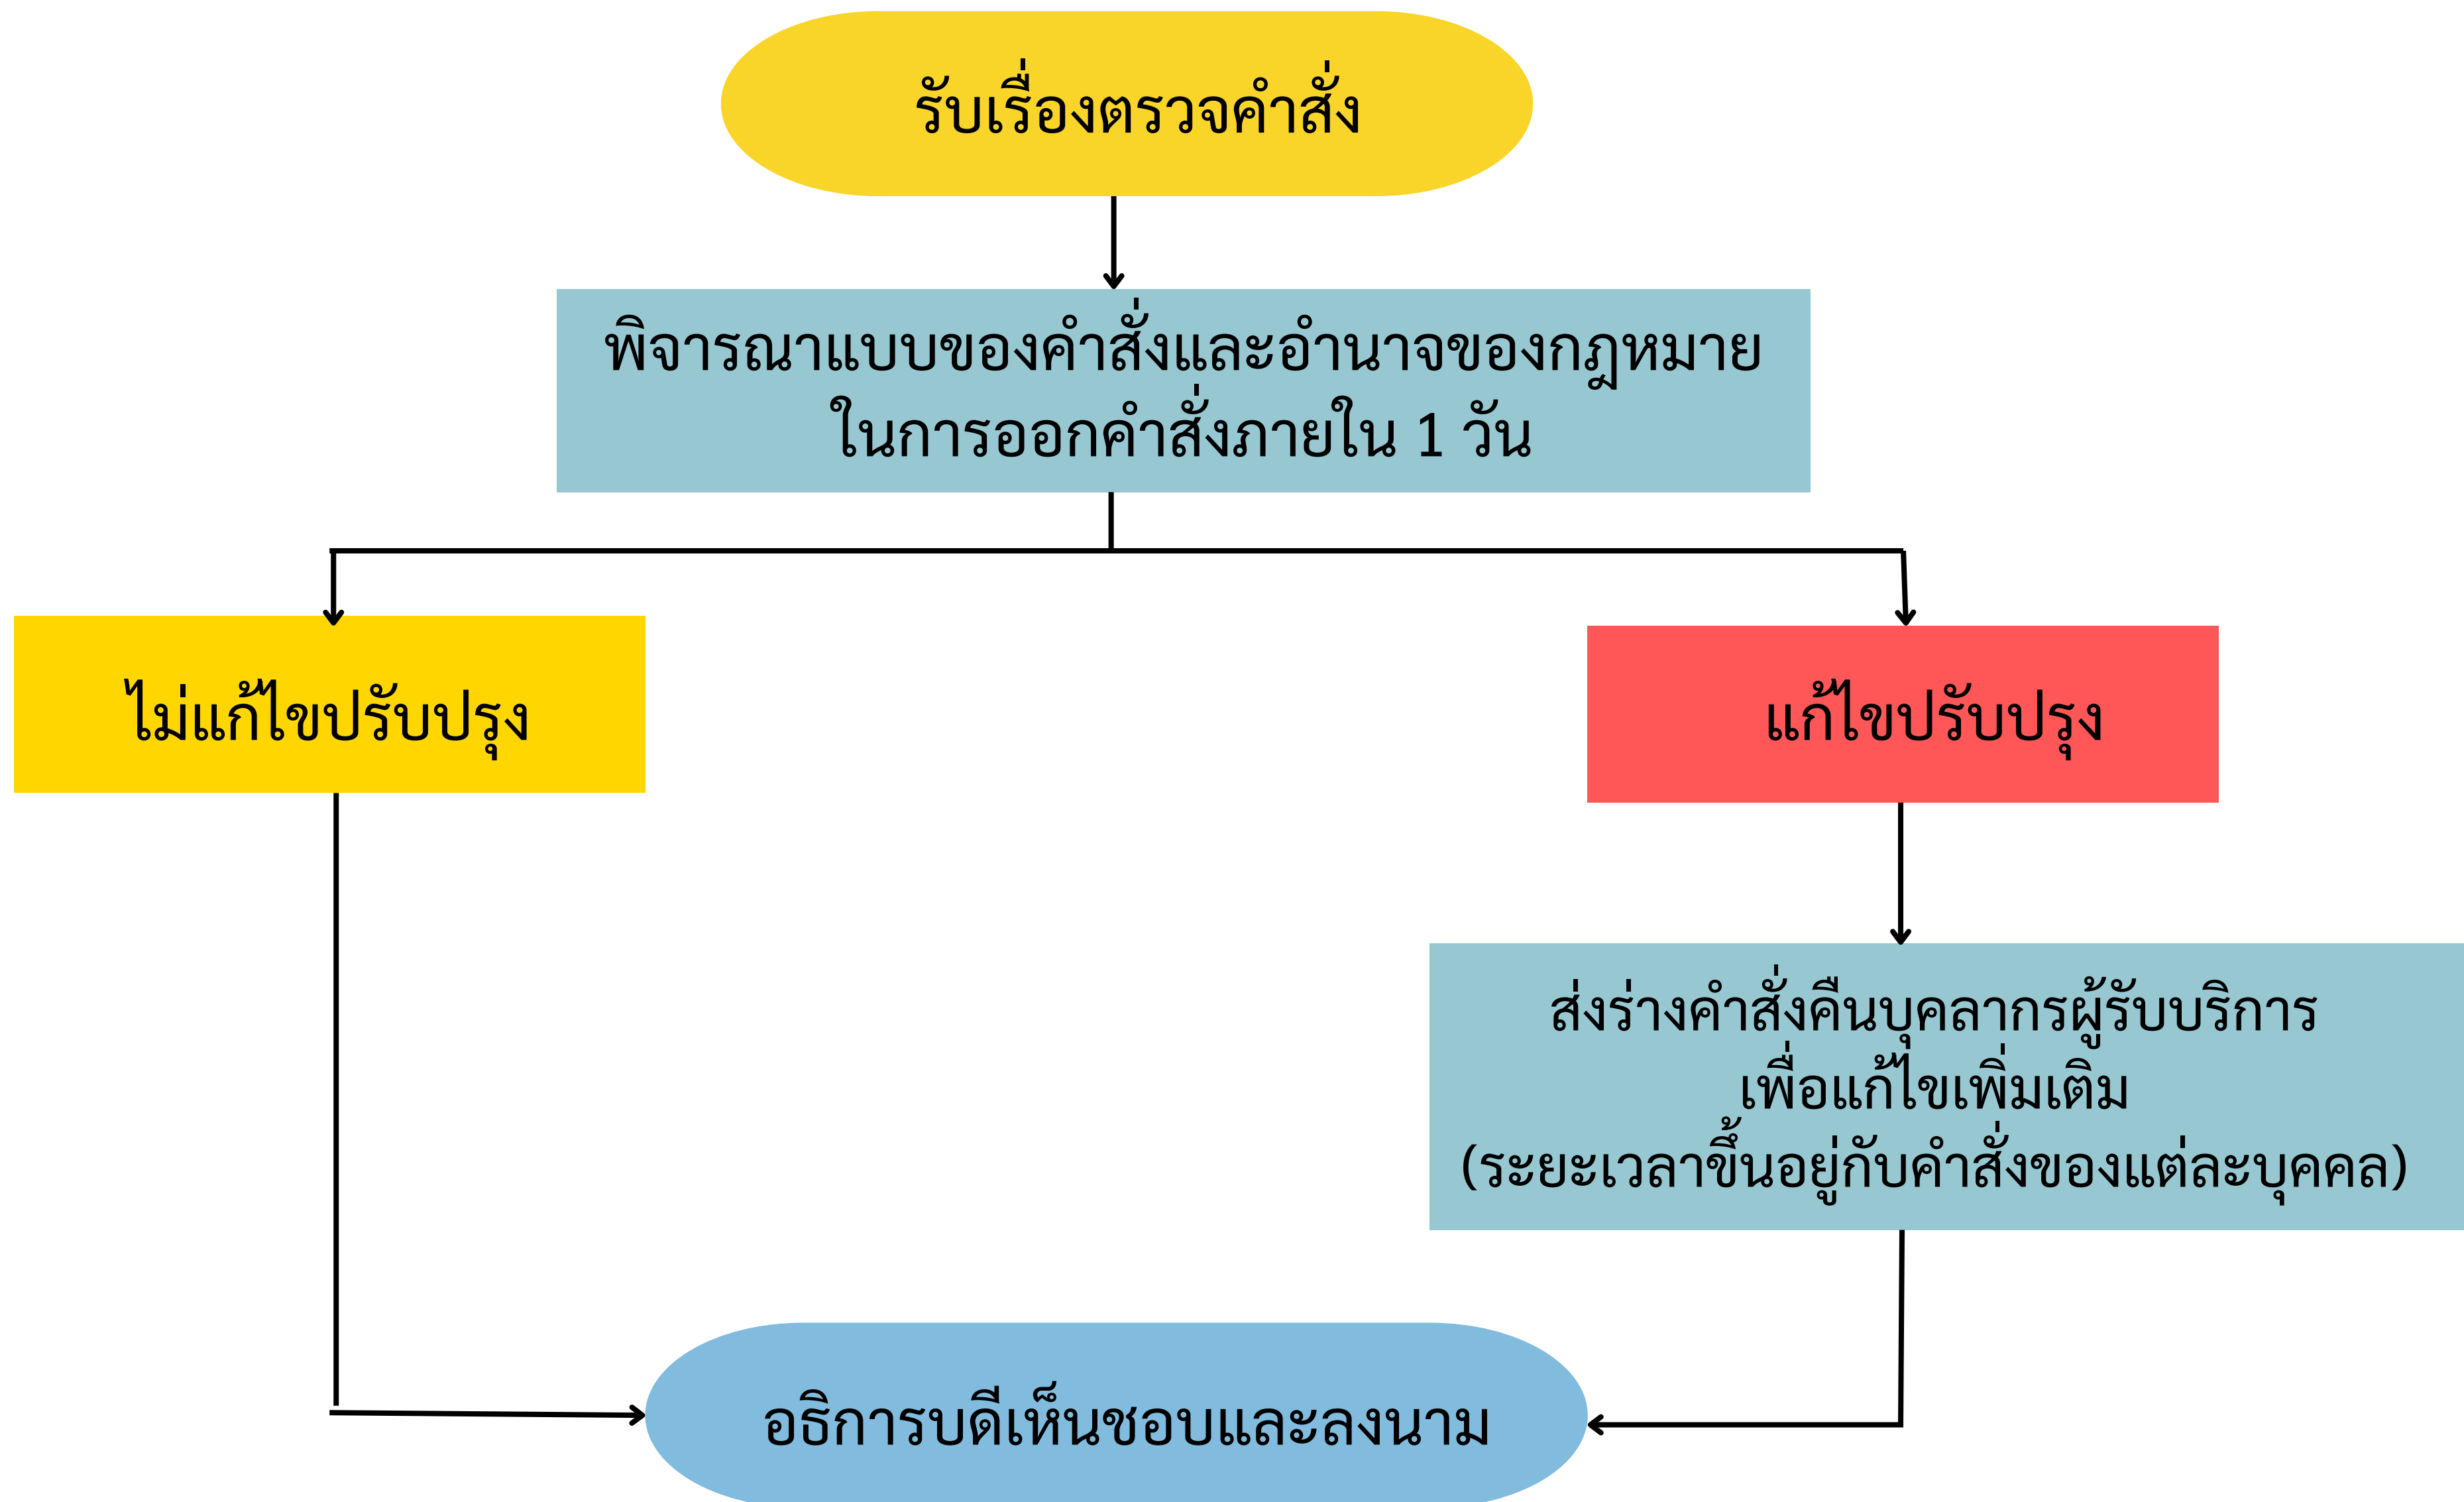 รับเรื่องตรวจคำสั่ง
พิจารณาแบบของคำสั่งและอำนาจของกฎหมาย
ในการออกคำสั่งภายใน 1 วัน
ไม่แก้ไขปรับปรุง
แก้ไขปรับปรุง
ส่งร่างคำสั่งคืนบุคลากรผู้รับบริการ
เพื่อแก้ไขเพิ่มเติม
(ระยะเวลาขึ้นอยู่กับคำสั่งของแต่ละบุคคล)
อธิการบดีเห็นชอบและลงนาม